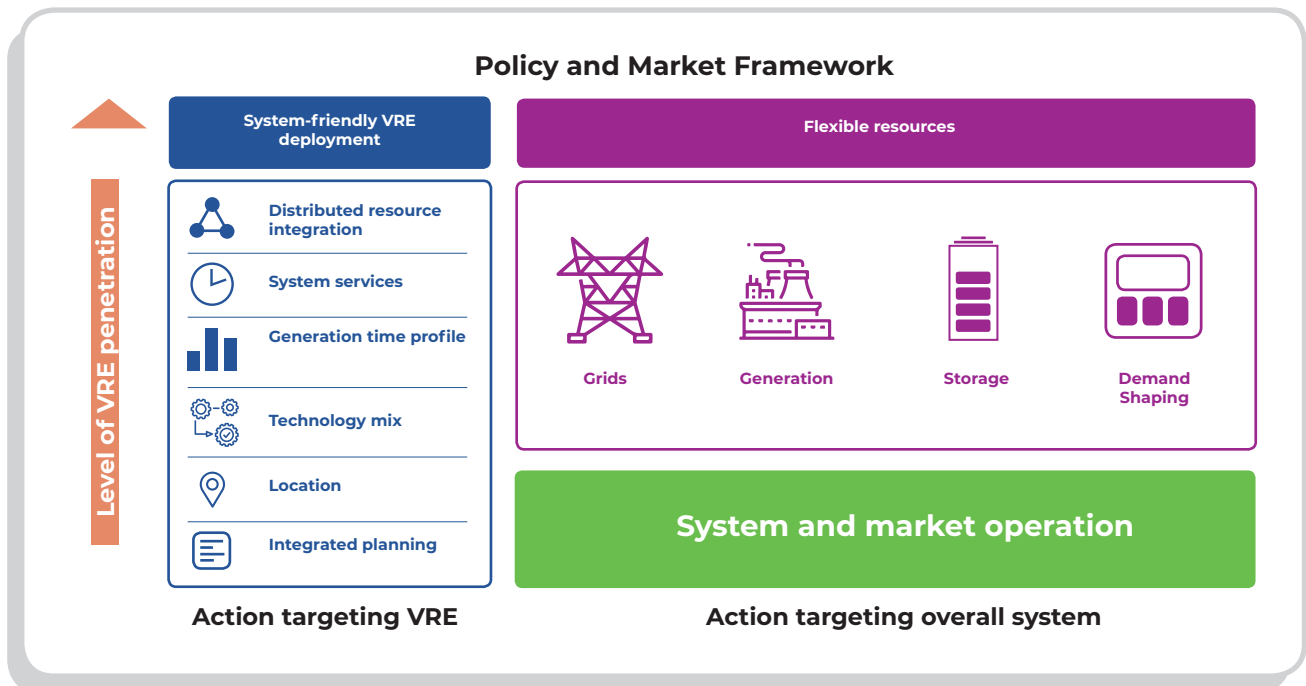 Policy and Market Framework
Level of VRE penetration
System-friendly VRE
deployment
Distributed resource
integration
System services
Generation time profile
Technology mix
Location
Integrated planning
Action targeting VRE
Flexible resources
Grids
Generation
Storage
Demand
Shaping
System and market operation
Action targeting overall system